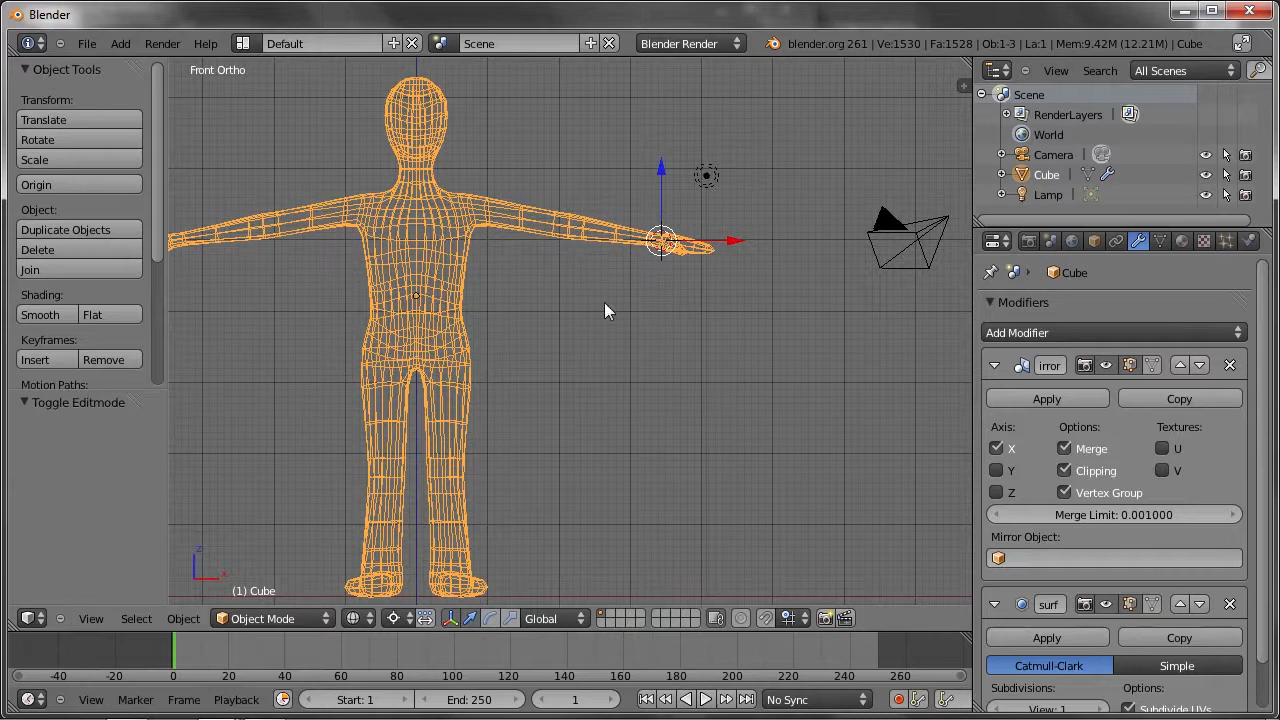 Blender
File Add Render Help Default Scene Blender Render blender.org 261 | Ve:1530 | Fa:1528 | Ob:1-3 | La:1 | Mem:9.42M (12.21M) | Cube
Object Tools
Transform:
Translate
Rotate
Scale
Origin
Object:
Duplicate Objects
Delete
Join
Shading:
Smooth Flat
Keyframes:
Insert Remove
Motion Paths:
Toggle Editmode
Front Ortho
z
x
(1) Cube
View Select Object Object Mode Global
-40 -20 0 20 40 60 80 100 120 140 160 180 200 220 240 260
View Marker Frame Playback Start: 1 End: 250 1 No Sync
View Search All Scenes
Scene
RenderLayers
World
Camera
Cube
Lamp
Cube
Modifiers
Add Modifier
irror
Apply Copy
Axis: Options: Textures:
X Merge U
Y Clipping V
Z Vertex Group
Merge Limit: 0.001000
Mirror Object:
surf
Apply Copy
Catmull-Clark Simple
Subdivisions: Options:
View: 1 Subdivide UVs